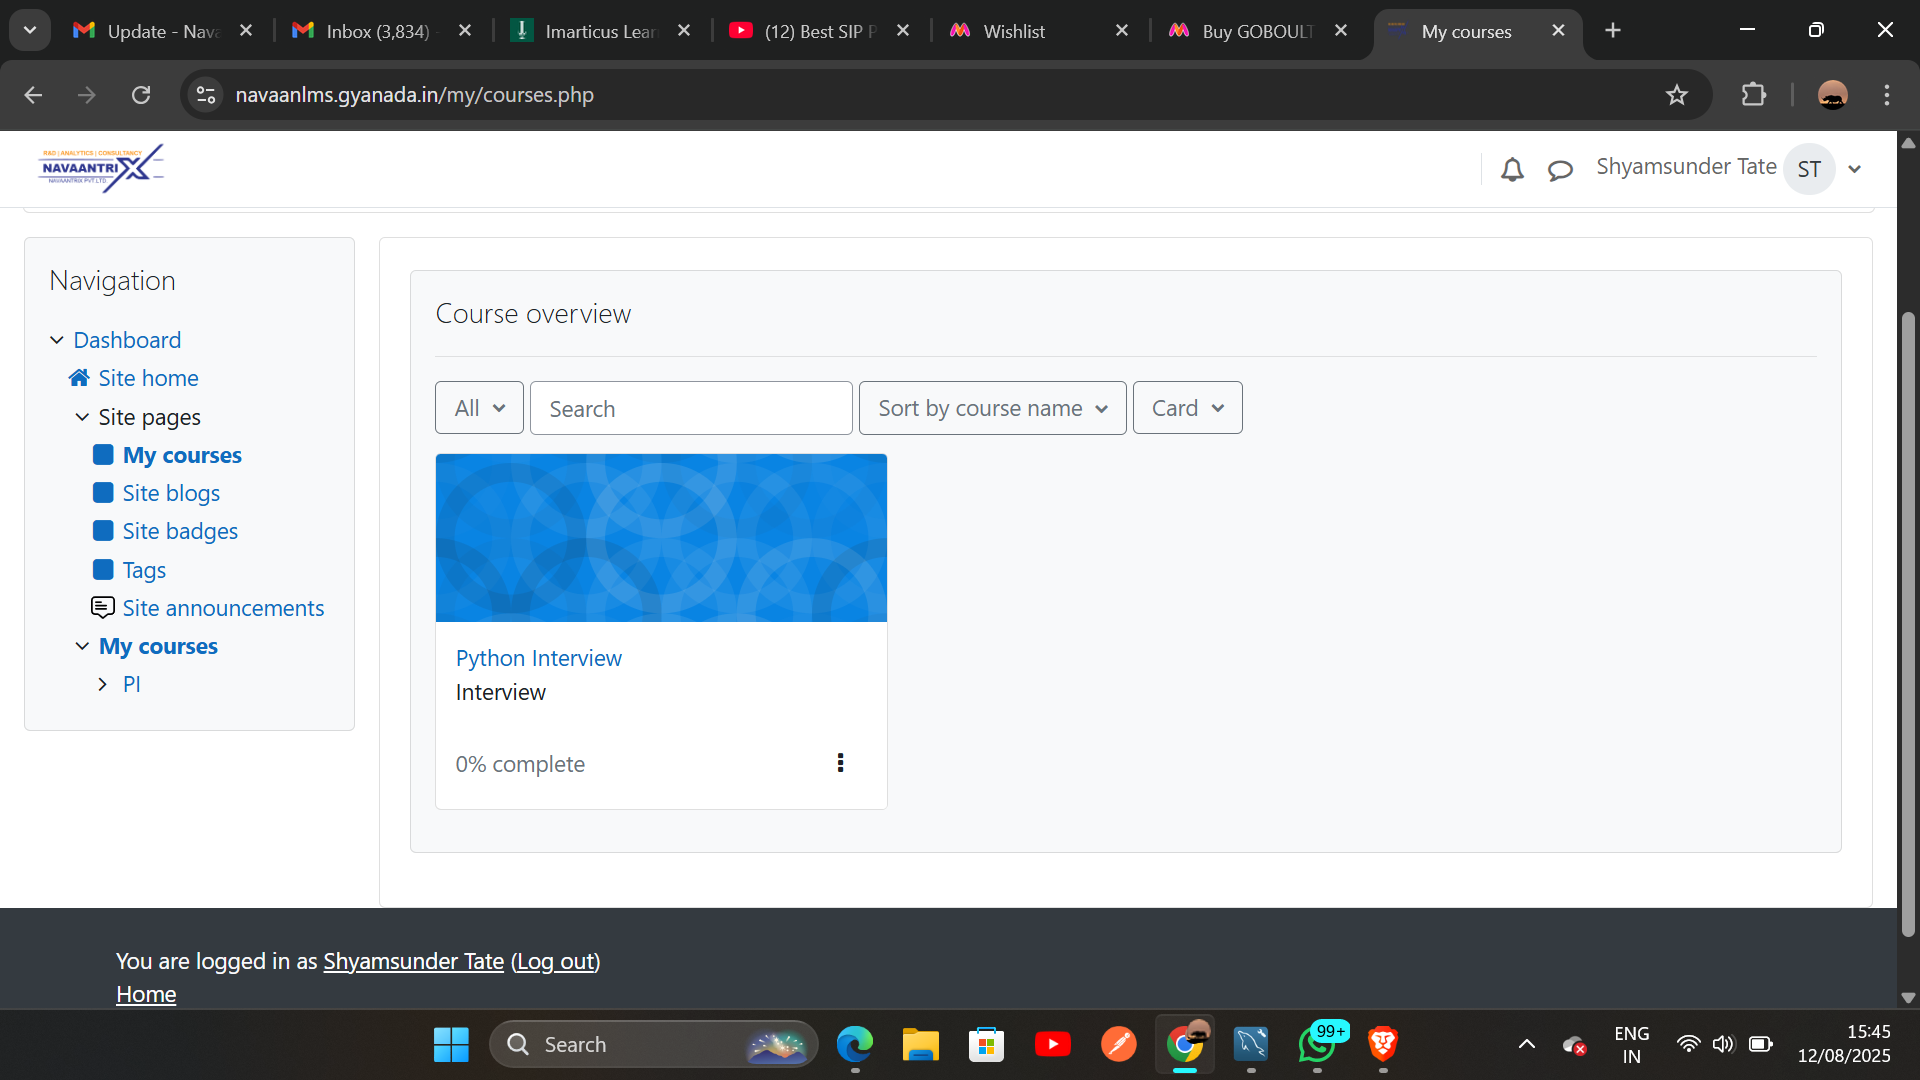 Update - Nava
Inbox (3,834) -
Imarticus Lear
(12) Best SIP P
Wishlist
Buy GOBOULT
My courses
navaanlms.gyanada.in/my/courses.php
R&D | ANALYTICS | CONSULTANCY
NAVAANTRIX
NAVAANTRIX PVT.LTD.
Shyamsunder Tate
ST
Navigation
Dashboard
Site home
Site pages
My courses
Site blogs
Site badges
Tags
Site announcements
My courses
PI
Course overview
All
Search
Sort by course name
Card
Python Interview
Interview
0% complete
You are logged in as Shyamsunder Tate (Log out)
Home
Search
99+
ENG
IN
15:45
12/08/2025